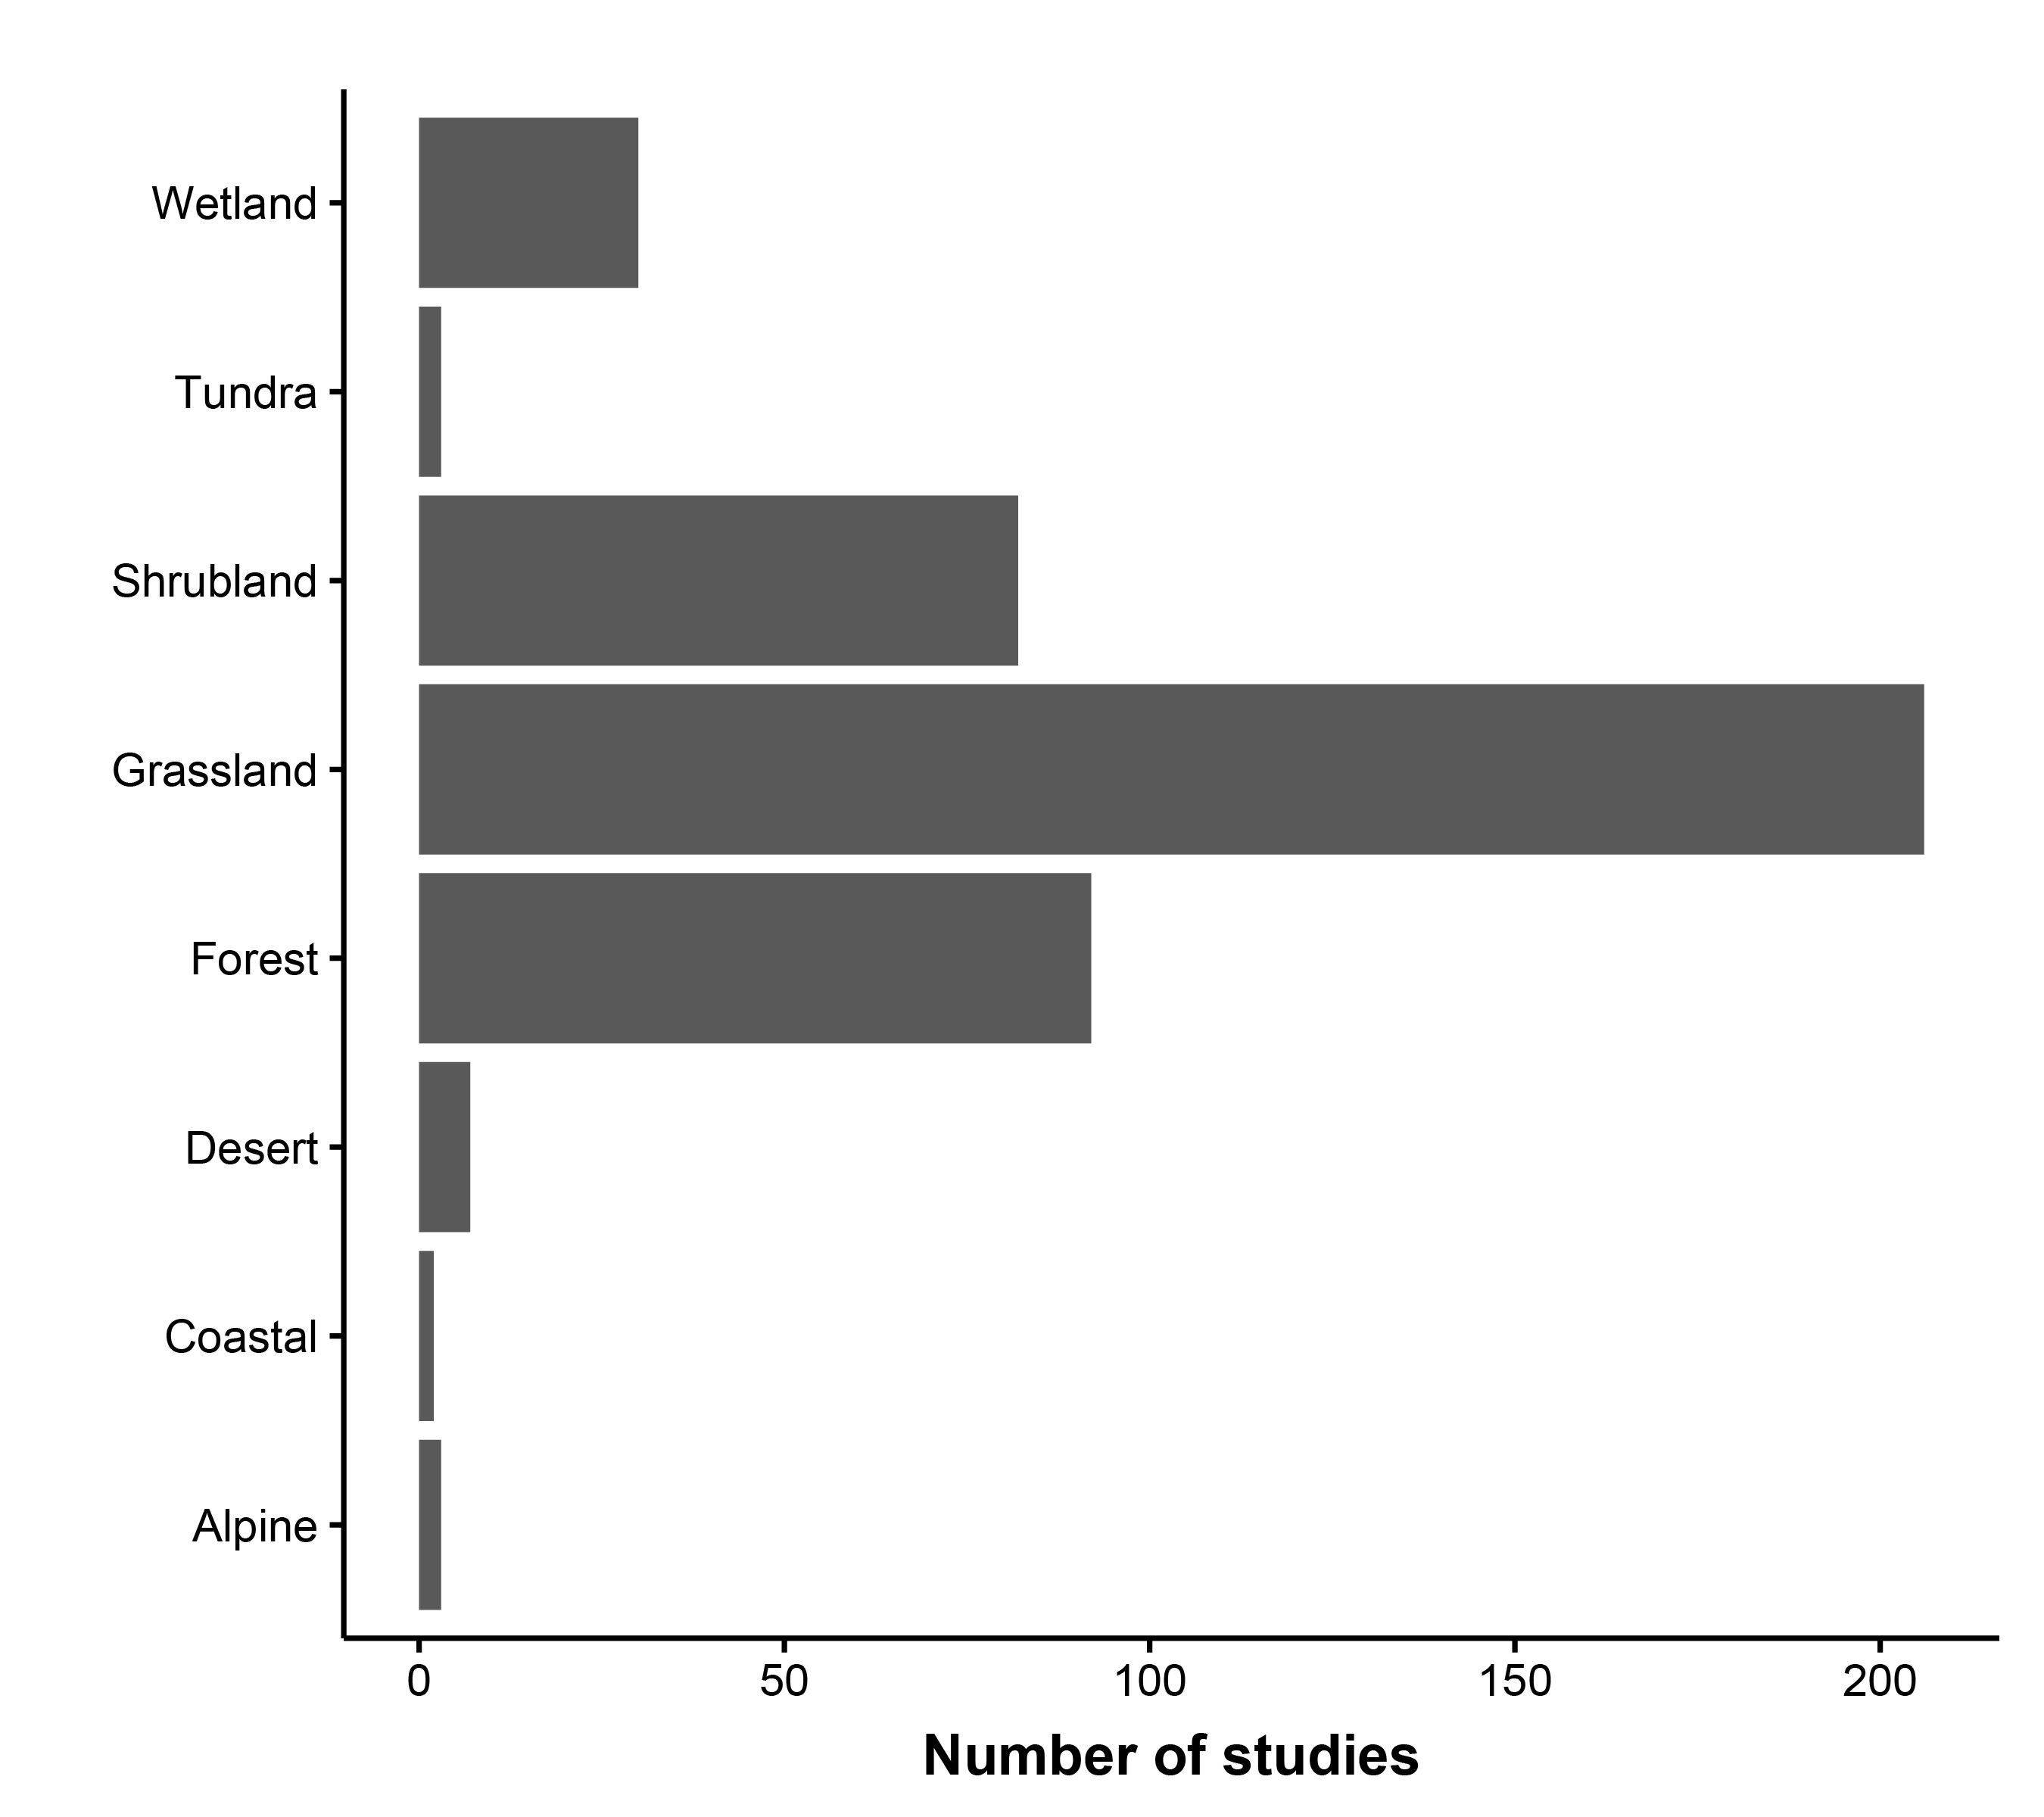 Wetland
Tundra
Shrubland
Grassland
Forest
Desert
Coastal
Alpine
0 50 100 150 200
Number of studies